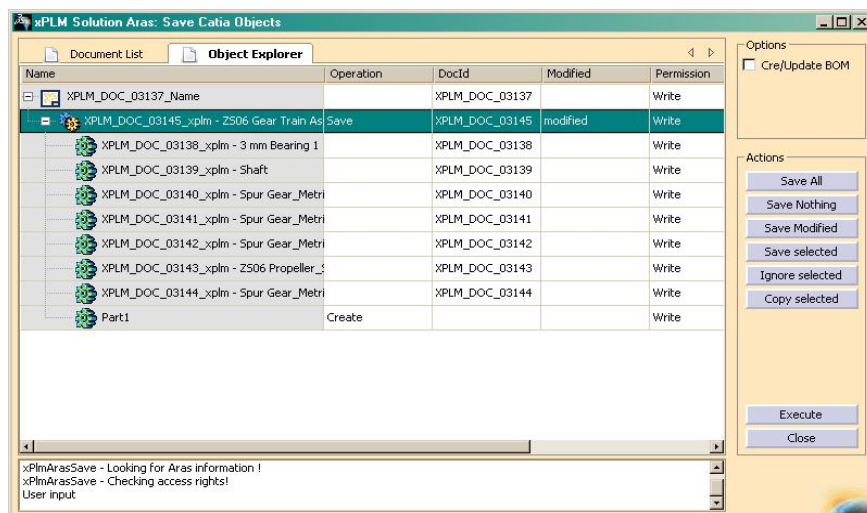 xPLM Solution Aras: Save Catia Objects
Document List Object Explorer
Name Operation DocId Modified Permission
XPLM_DOC_03137_Name XPLM_DOC_03137 Write
XPLM_DOC_03145_xplm - ZS06 Gear Train As Save XPLM_DOC_03145 modified Write
XPLM_DOC_03138_xplm - 3 mm Bearing 1 XPLM_DOC_03138 Write
XPLM_DOC_03139_xplm - Shaft XPLM_DOC_03139 Write
XPLM_DOC_03140_xplm - Spur Gear_Metri XPLM_DOC_03140 Write
XPLM_DOC_03141_xplm - Spur Gear_Metri XPLM_DOC_03141 Write
XPLM_DOC_03142_xplm - Spur Gear_Metri XPLM_DOC_03142 Write
XPLM_DOC_03143_xplm - ZS06 Propeller_S XPLM_DOC_03143 Write
XPLM_DOC_03144_xplm - Spur Gear_Metri XPLM_DOC_03144 Write
Part1 Create Write
xPlmArasSave - Looking for Aras information !
xPlmArasSave - Checking access rights!
User input
Options
Cre/Update BOM
Actions
Save All
Save Nothing
Save Modified
Save selected
Ignore selected
Copy selected
Execute
Close